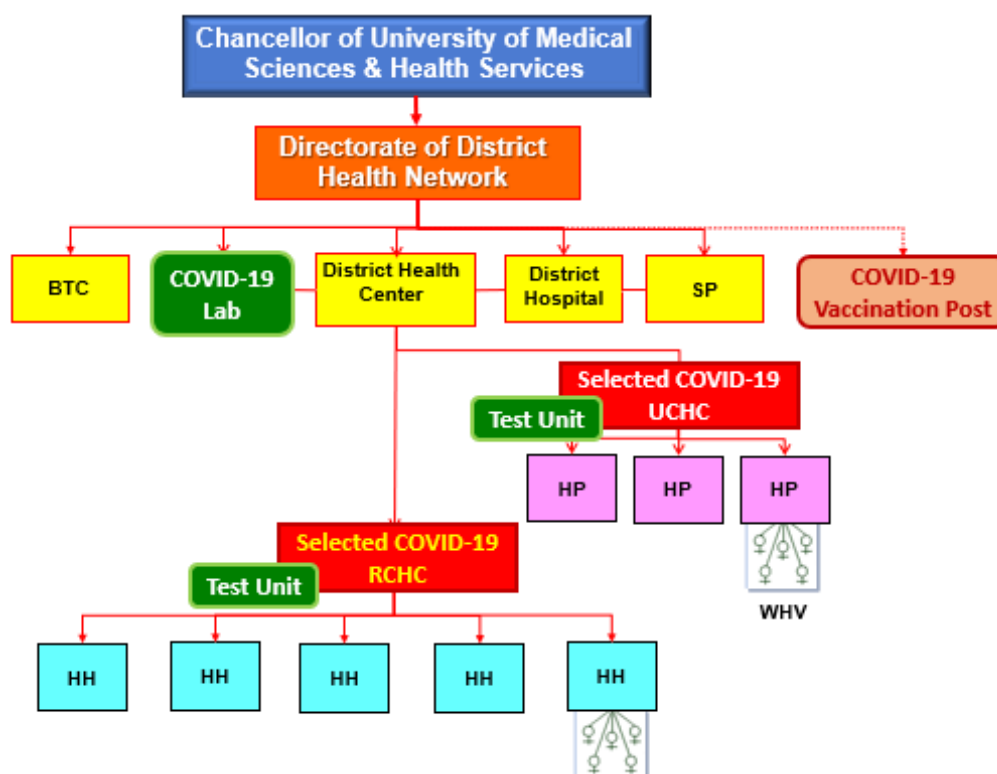 Chancellor of University of Medical
Sciences & Health Services
Directorate of District
Health Network
BTC
COVID-19
Lab
District Health
Center
District
Hospital
SP
COVID-19
Vaccination Post
Selected COVID-19
UCHC
Test Unit
HP
HP
HP
WHV
Selected COVID-19
RCHC
Test Unit
HH
HH
HH
HH
HH